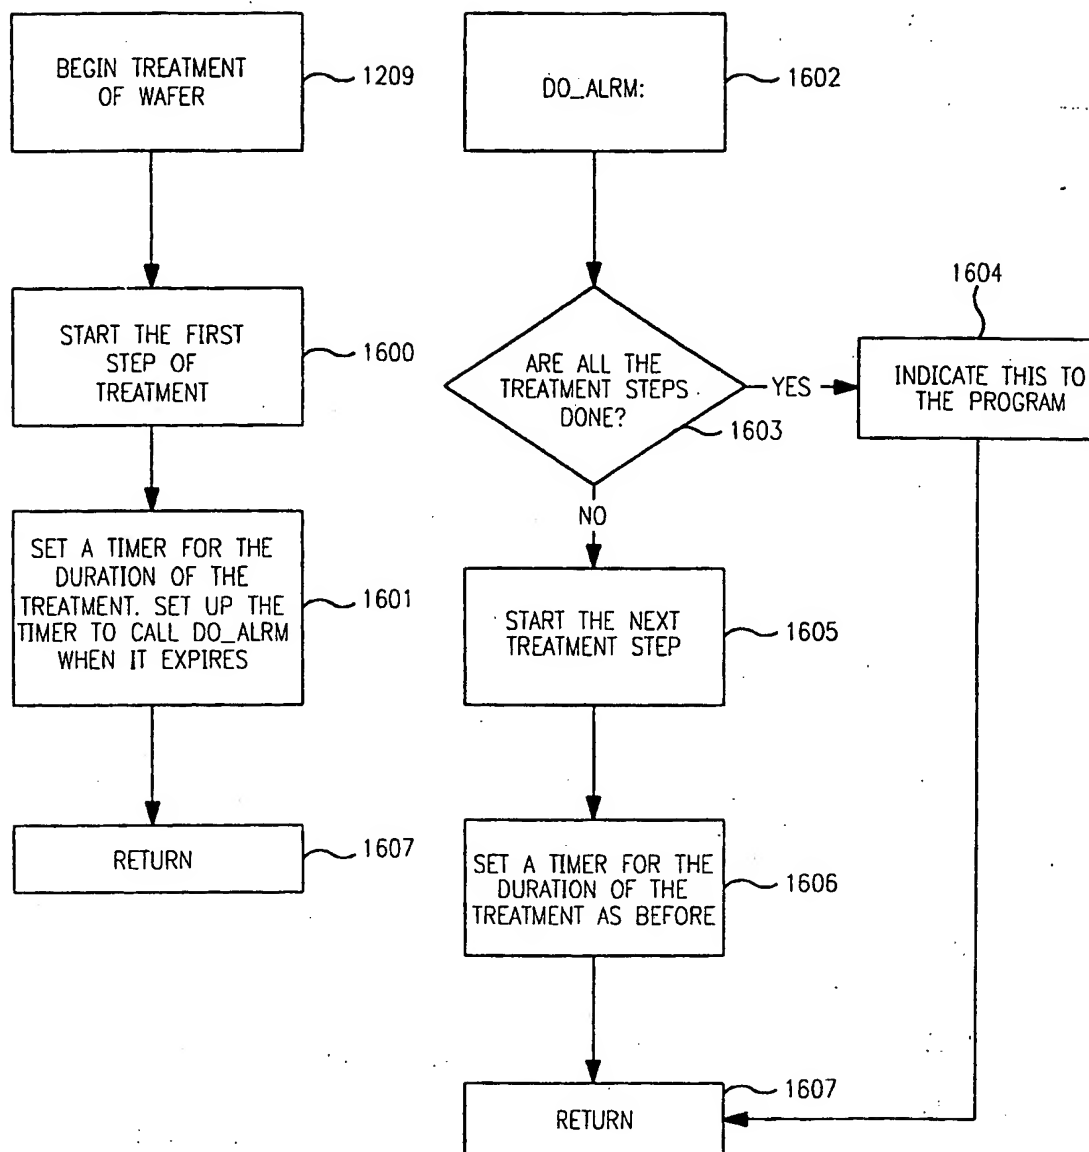 BEGIN TREATMENT
OF WAFER
1209
START THE FIRST
STEP OF
TREATMENT
1600
SET A TIMER FOR THE
DURATION OF THE
TREATMENT. SET UP THE
TIMER TO CALL DO_ALRM
WHEN IT EXPIRES
1601
RETURN
1607
DO_ALRM:
1602
ARE ALL THE
TREATMENT STEPS
DONE?
1603
YES
1604
INDICATE THIS TO
THE PROGRAM
NO
START THE NEXT
TREATMENT STEP
1605
SET A TIMER FOR THE
DURATION OF THE
TREATMENT AS BEFORE
1606
RETURN
1607